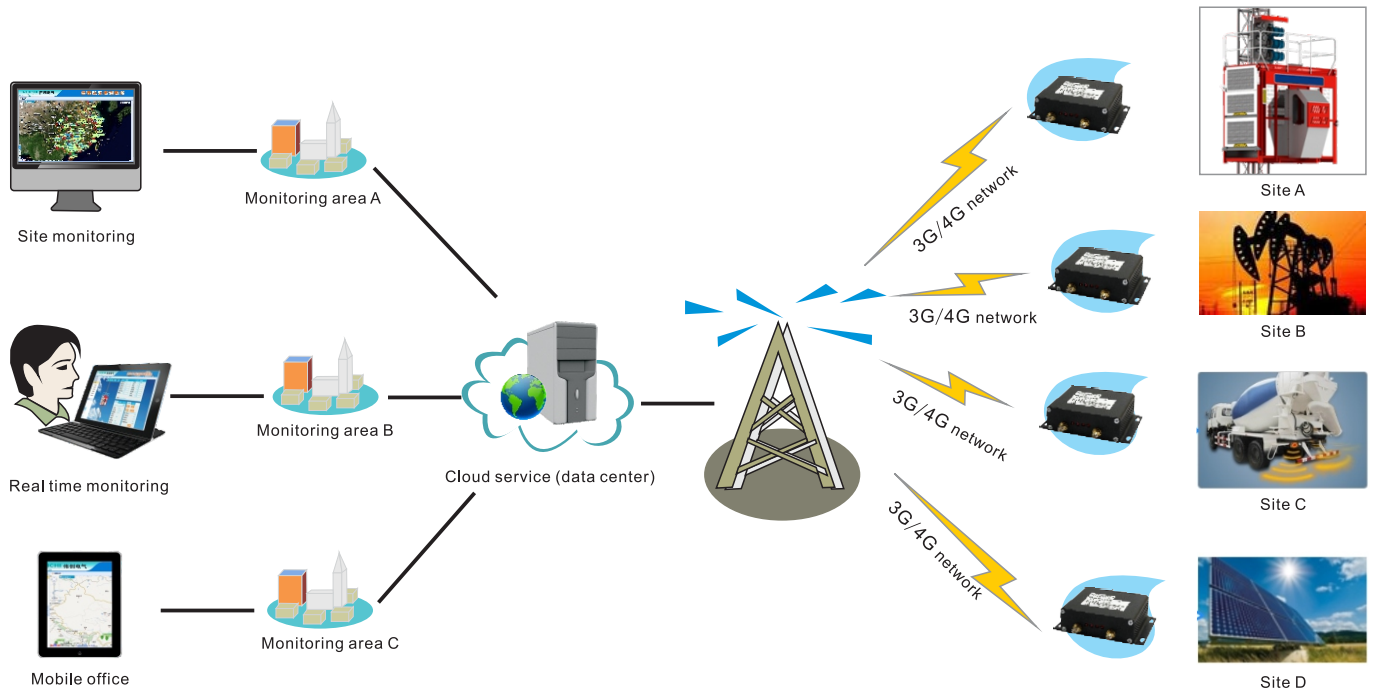 Site monitoring
Monitoring area A
Real time monitoring
Monitoring area B
Mobile office
Monitoring area C
Cloud service (data center)
3G/4G network
3G/4G network
3G/4G network
3G/4G network
Site A
Site B
Site C
Site D